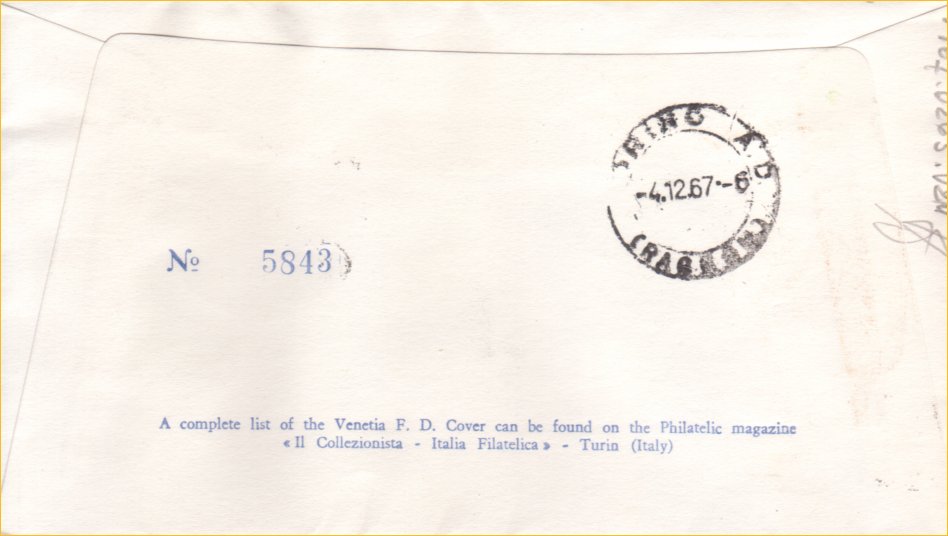 -4.12.67--6
№ 5843
A complete list of the Venetia F. D. Cover can be found on the Philatelic magazine
« Il Collezionista - Italia Filatelica » - Turin (Italy)